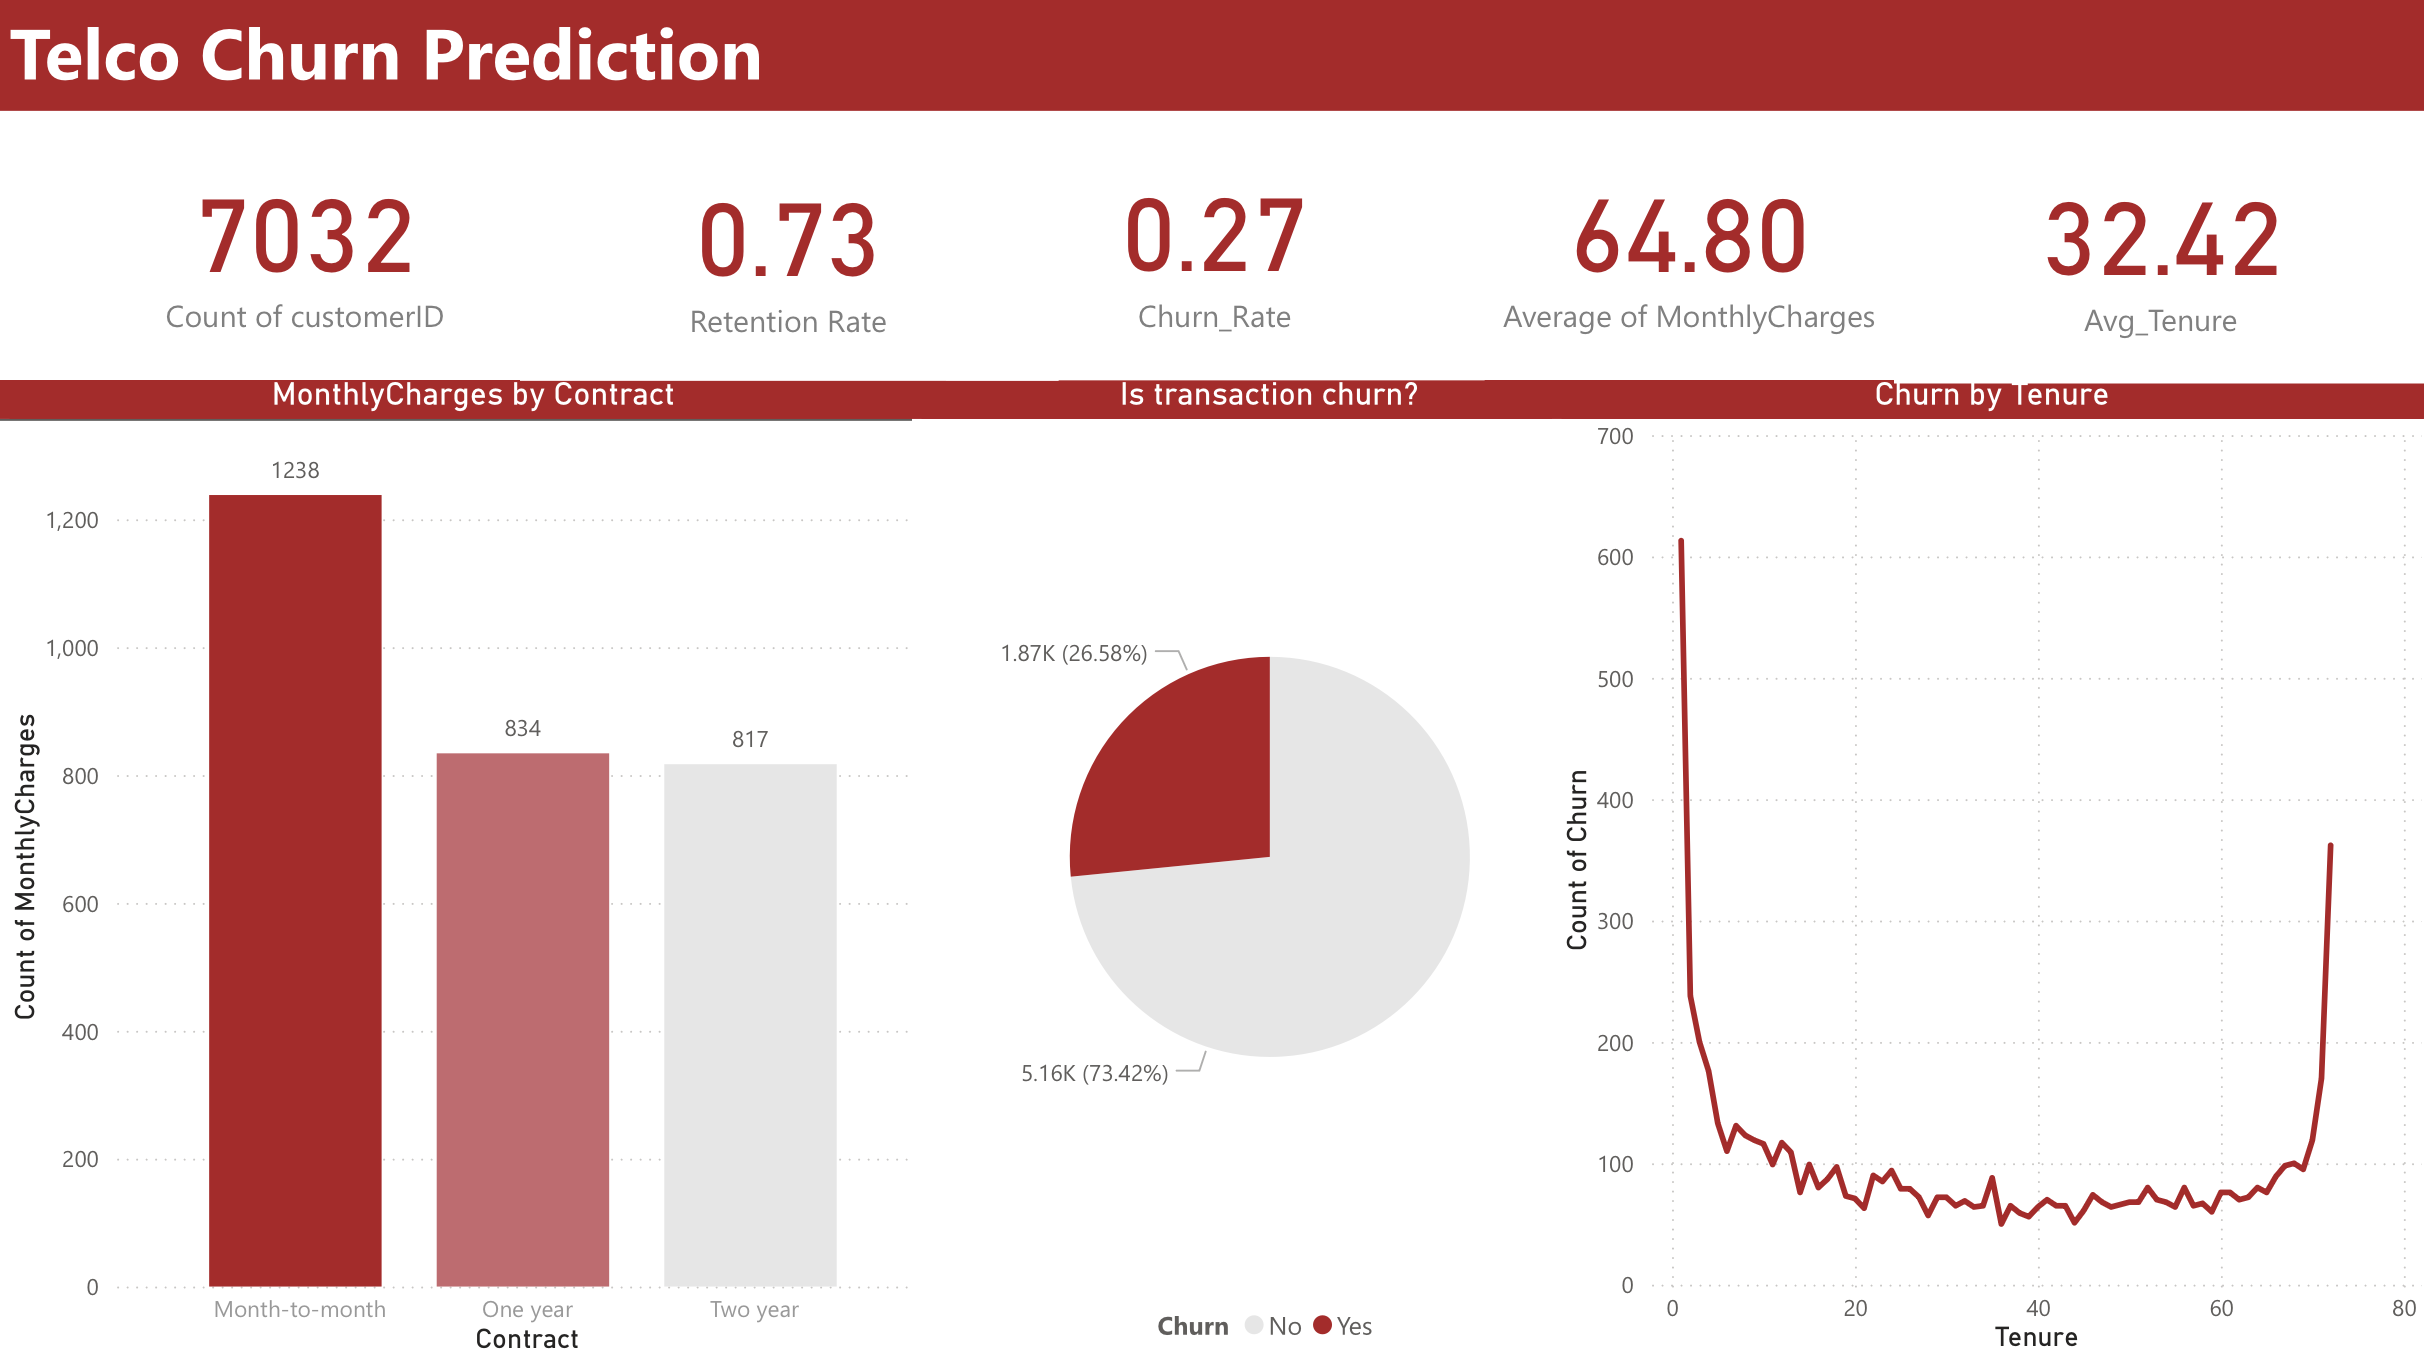 Telco Churn Prediction
7032
Count of customerID
0.73
Retention Rate
0.27
Churn_Rate
64.80
Average of MonthlyCharges
32.42
Avg_Tenure
MonthlyCharges by Contract
Count of MonthlyCharges
1,200
1,000
800
600
400
200
0
1238
834
817
Month-to-month
One year
Two year
Contract
Is transaction churn?
1.87K (26.58%)
5.16K (73.42%)
Churn No Yes
Churn by Tenure
Count of Churn
700
600
500
400
300
200
100
0
0 20 40 60 80
Tenure